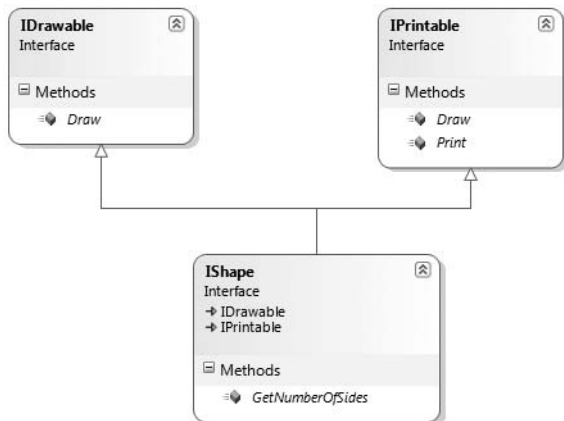 IDrawable
Interface
Methods
Draw
IPrintable
Interface
Methods
Draw
Print
IShape
Interface
IDrawable
IPrintable
Methods
GetNumberOfSides